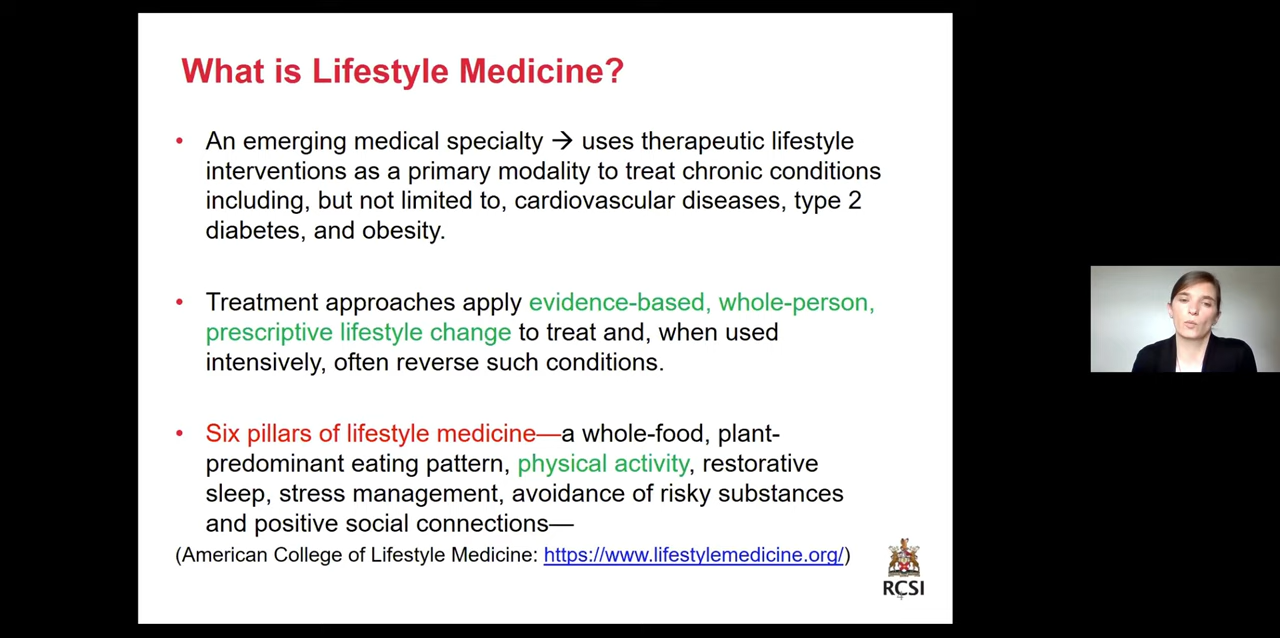 What is Lifestyle Medicine?
• An emerging medical specialty → uses therapeutic lifestyle
interventions as a primary modality to treat chronic conditions
including, but not limited to, cardiovascular diseases, type 2
diabetes, and obesity.
• Treatment approaches apply evidence-based, whole-person,
prescriptive lifestyle change to treat and, when used
intensively, often reverse such conditions.
• Six pillars of lifestyle medicine—a whole-food, plant-
predominant eating pattern, physical activity, restorative
sleep, stress management, avoidance of risky substances
and positive social connections—
(American College of Lifestyle Medicine: https://www.lifestylemedicine.org/)
RCSI